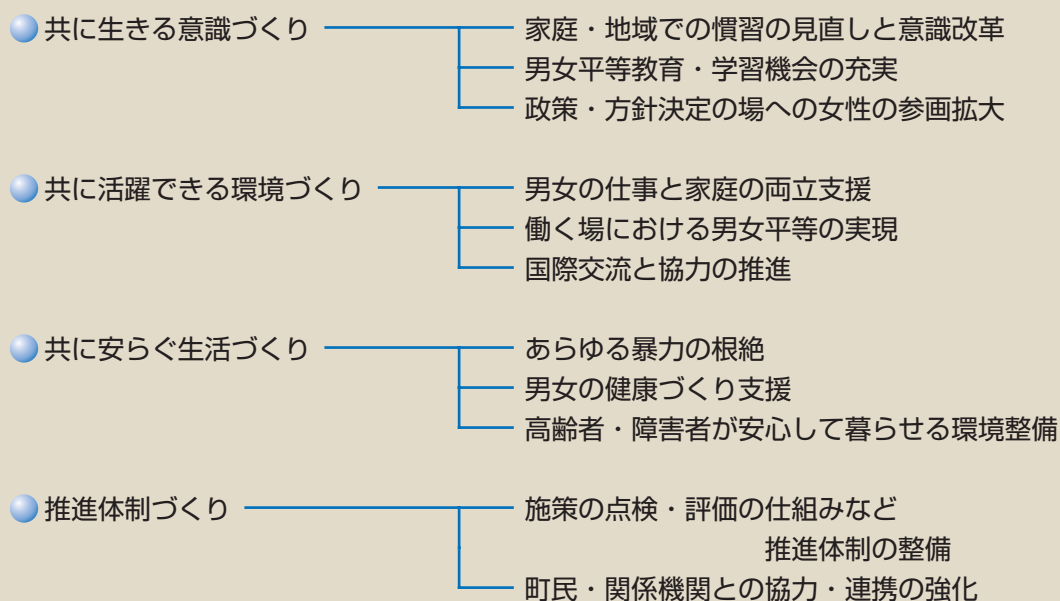 共に生きる意識づくり
家庭・地域での慣習の見直しと意識改革
男女平等教育・学習機会の充実
政策・方針決定の場への女性の参画拡大
共に活躍できる環境づくり
男女の仕事と家庭の両立支援
働く場における男女平等の実現
国際交流と協力の推進
共に安らぐ生活づくり
あらゆる暴力の根絶
男女の健康づくり支援
高齢者・障害者が安心して暮らせる環境整備
推進体制づくり
施策の点検・評価の仕組みなど
推進体制の整備
町民・関係機関との協力・連携の強化